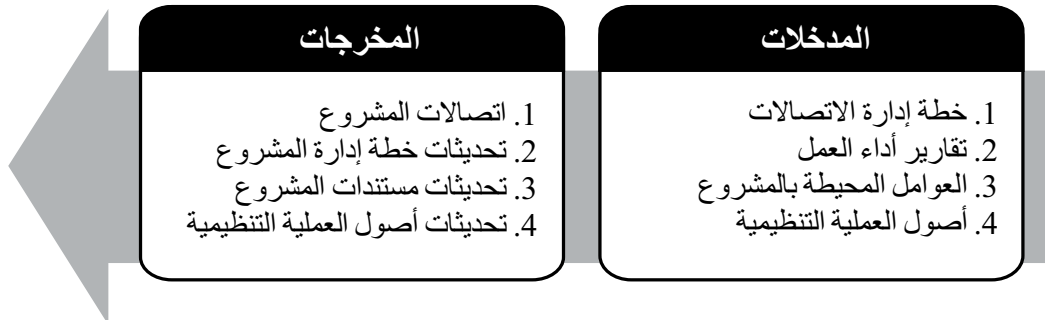 المدخلات
1. خطة إدارة الاتصالات
2. تقارير أداء العمل
3. العوامل المحيطة بالمشروع
4. أصول العملية التنظيمية
المخرجات
1. اتصالات المشروع
2. تحديثات خطة إدارة المشروع
3. تحديثات مستندات المشروع
4. تحديثات أصول العملية التنظيمية